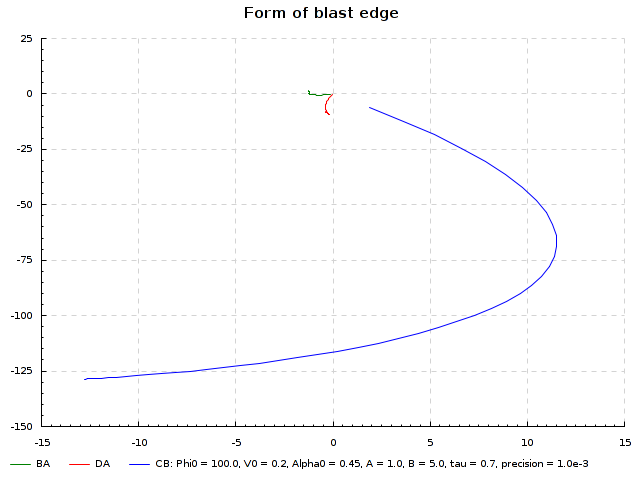 Form of blast edge
25
0
-25
-50
-75
-100
-125
-150
-15 -10 -5 0 5 10 15
BA DA CB: Phi0 = 100.0, V0 = 0.2, Alpha0 = 0.45, A = 1.0, B = 5.0, tau = 0.7, precision = 1.0e-3